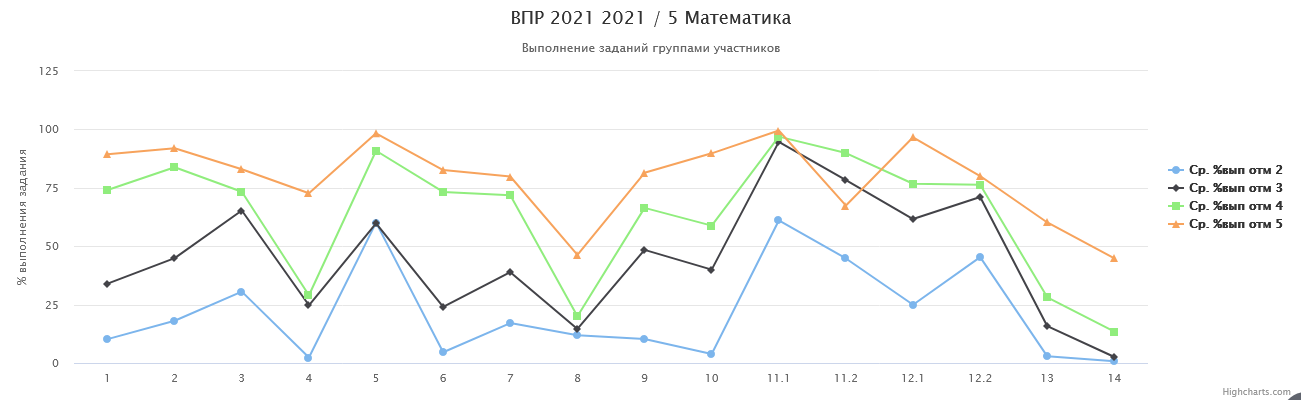 ВПР 2021 2021 / 5 Математика
Выполнение заданий группами участников
% выполнения задания
125
100
75
50
25
0
1 2 3 4 5 6 7 8 9 10 11.1 11.2 12.1 12.2 13 14
Ср. %вып отм 2
Ср. %вып отм 3
Ср. %вып отм 4
Ср. %вып отм 5
Highcharts.com